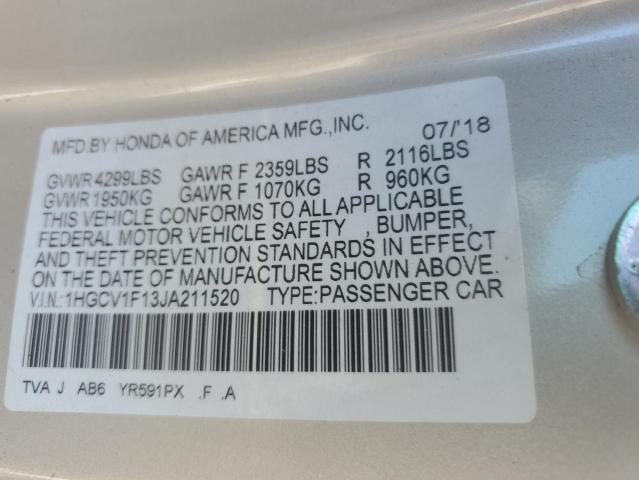 MFD.BY HONDA OF AMERICA MFG.,INC. 07/'18
GVWR 4299LBS GAWR F 2359LBS R 2116LBS
GVWR 1950KG GAWR F 1070KG R 960KG
THIS VEHICLE CONFORMS TO ALL APPLICABLE
FEDERAL MOTOR VEHICLE SAFETY , BUMPER,
AND THEFT PREVENTION STANDARDS IN EFFECT
ON THE DATE OF MANUFACTURE SHOWN ABOVE.
V.I.N.:1HGCV1F13JA211520 TYPE:PASSENGER CAR
TVA J AB6 YR591PX .F .A